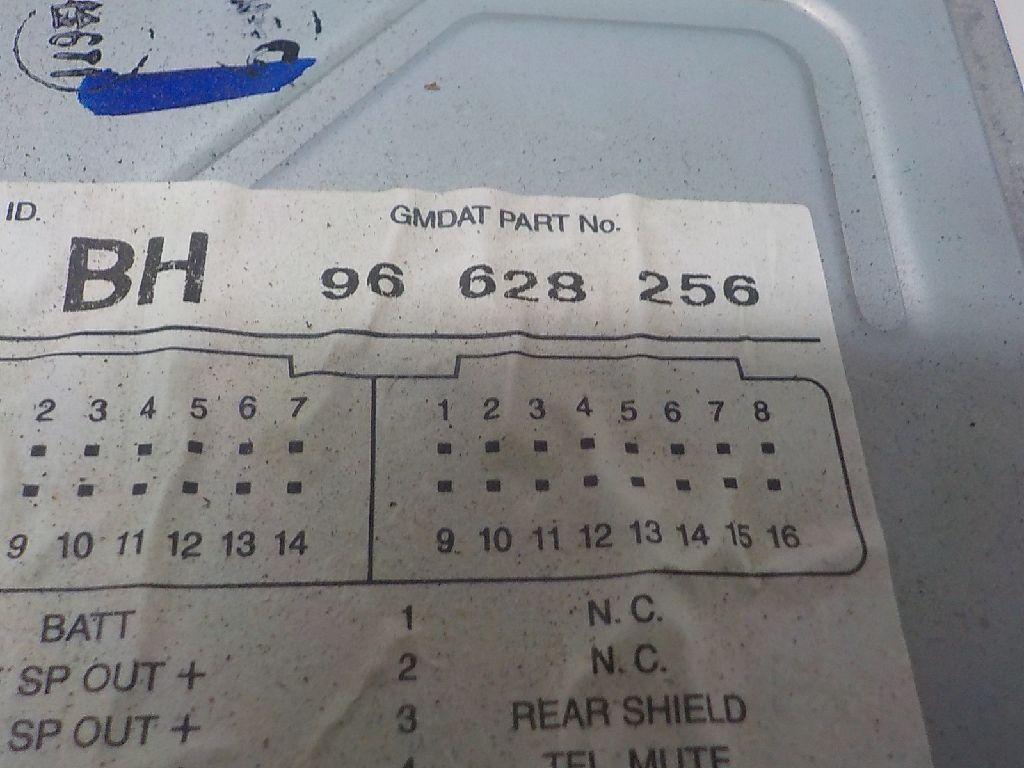 ID. GMDAT PART No.
BH 96 628 256
2 3 4 5 6 7 1 2 3 4 5 6 7 8
9 10 11 12 13 14 9 10 11 12 13 14 15 16
BATT 1 N.C.
SP OUT + 2 N.C.
SP OUT + 3 REAR SHIELD
TEL MUTE